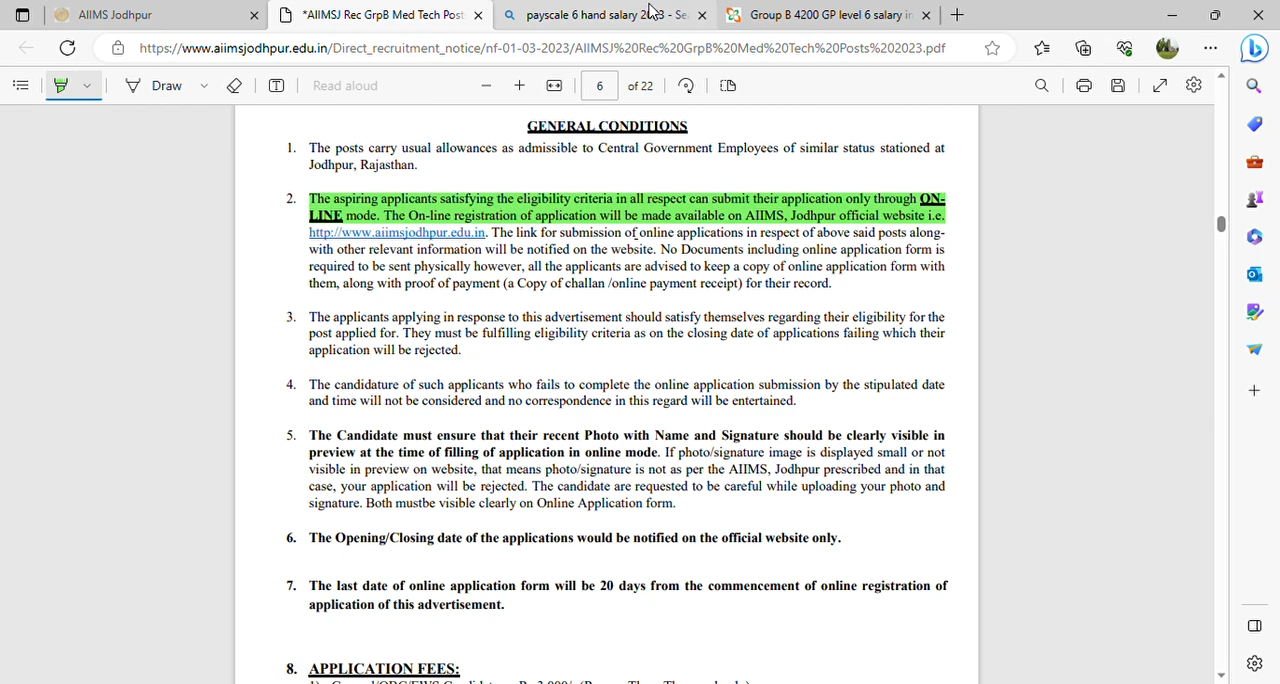 AIIMS Jodhpur
*AIIMSJ Rec GrpB Med Tech Post
payscale 6 hand salary 2023 - Se
Group B 4200 GP level 6 salary in
https://www.aiimsjodhpur.edu.in/Direct_recruitment_notice/nf-01-03-2023/AIIMSJ%20Rec%20GrpB%20Med%20Tech%20Posts%202023.pdf
Draw
Read aloud
6 of 22
GENERAL CONDITIONS
1. The posts carry usual allowances as admissible to Central Government Employees of similar status stationed at
Jodhpur, Rajasthan.
2. The aspiring applicants satisfying the eligibility criteria in all respect can submit their application only through ON-
LINE mode. The On-line registration of application will be made available on AIIMS, Jodhpur official website i.e.
http://www.aiimsjodhpur.edu.in. The link for submission of online applications in respect of above said posts along-
with other relevant information will be notified on the website. No Documents including online application form is
required to be sent physically however, all the applicants are advised to keep a copy of online application form with
them, along with proof of payment (a Copy of challan /online payment receipt) for their record.
3. The applicants applying in response to this advertisement should satisfy themselves regarding their eligibility for the
post applied for. They must be fulfilling eligibility criteria as on the closing date of applications failing which their
application will be rejected.
4. The candidature of such applicants who fails to complete the online application submission by the stipulated date
and time will not be considered and no correspondence in this regard will be entertained.
5. The Candidate must ensure that their recent Photo with Name and Signature should be clearly visible in
preview at the time of filling of application in online mode. If photo/signature image is displayed small or not
visible in preview on website, that means photo/signature is not as per the AIIMS, Jodhpur prescribed and in that
case, your application will be rejected. The candidate are requested to be careful while uploading your photo and
signature. Both mustbe visible clearly on Online Application form.
6. The Opening/Closing date of the applications would be notified on the official website only.
7. The last date of online application form will be 20 days from the commencement of online registration of
application of this advertisement.
8. APPLICATION FEES: